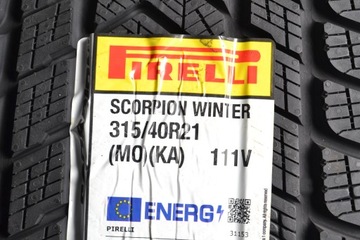 PIRELLI
SCORPION WINTER
315/40R21
(MO)(KA) 111V
ENERG
PIRELLI
31153